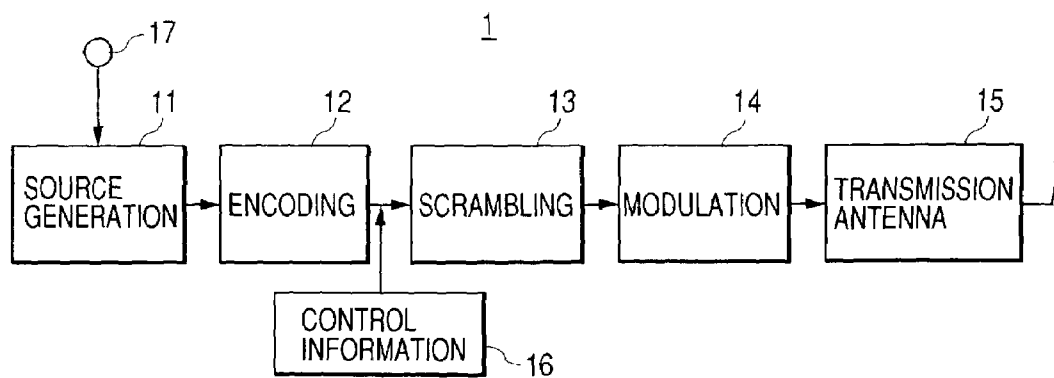 1
17
11
12
13
14
15
SOURCE
GENERATION
ENCODING
SCRAMBLING
MODULATION
TRANSMISSION
ANTENNA
CONTROL
INFORMATION
16